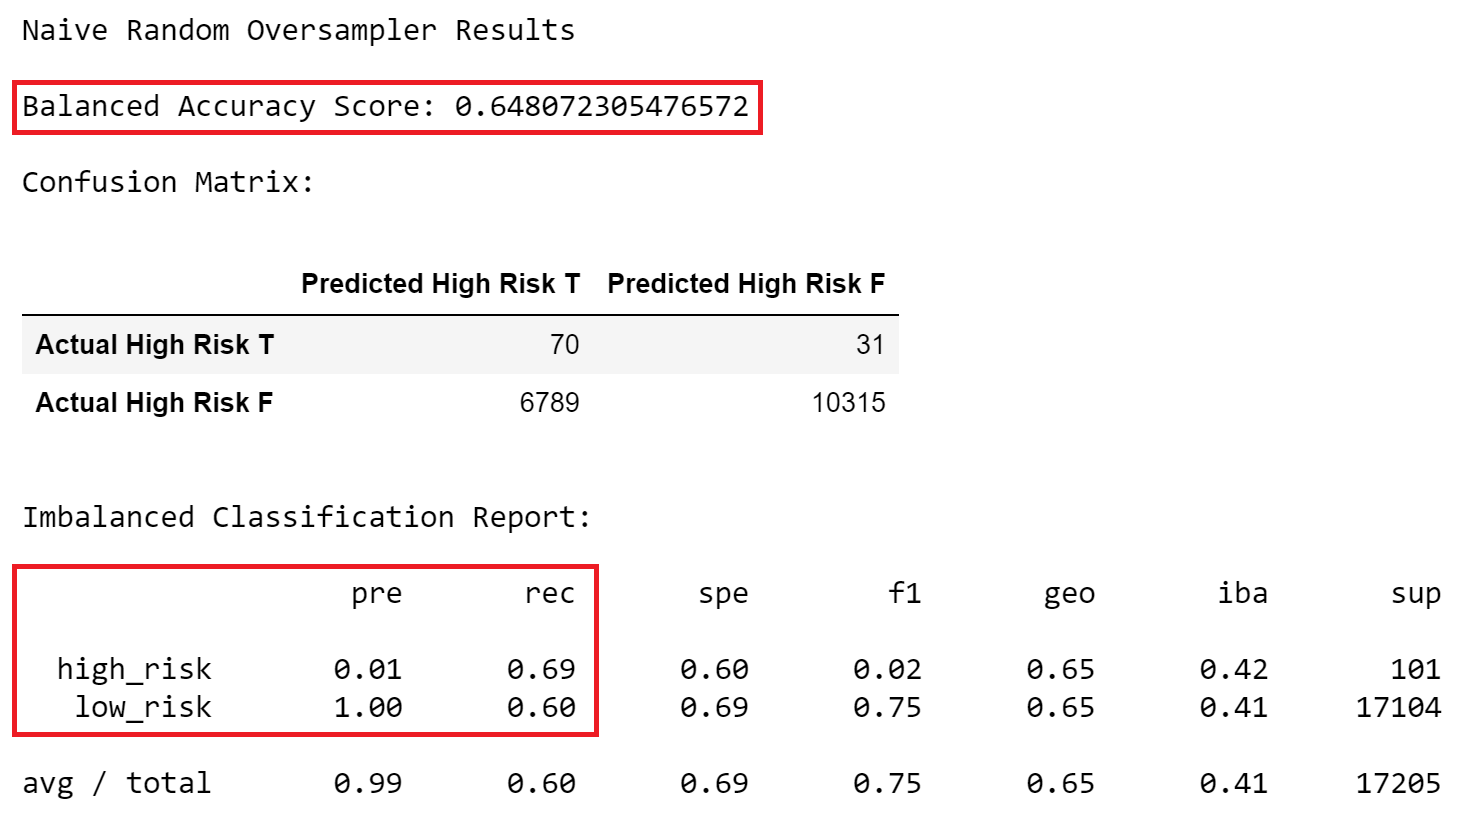 Naive Random Oversampler Results
Balanced Accuracy Score: 0.648072305476572
Confusion Matrix:
Predicted High Risk T Predicted High Risk F
Actual High Risk T 70 31
Actual High Risk F 6789 10315
Imbalanced Classification Report:
pre rec spe f1 geo iba sup
high_risk 0.01 0.69 0.60 0.02 0.65 0.42 101
low_risk 1.00 0.60 0.69 0.75 0.65 0.41 17104
avg / total 0.99 0.60 0.69 0.75 0.65 0.41 17205